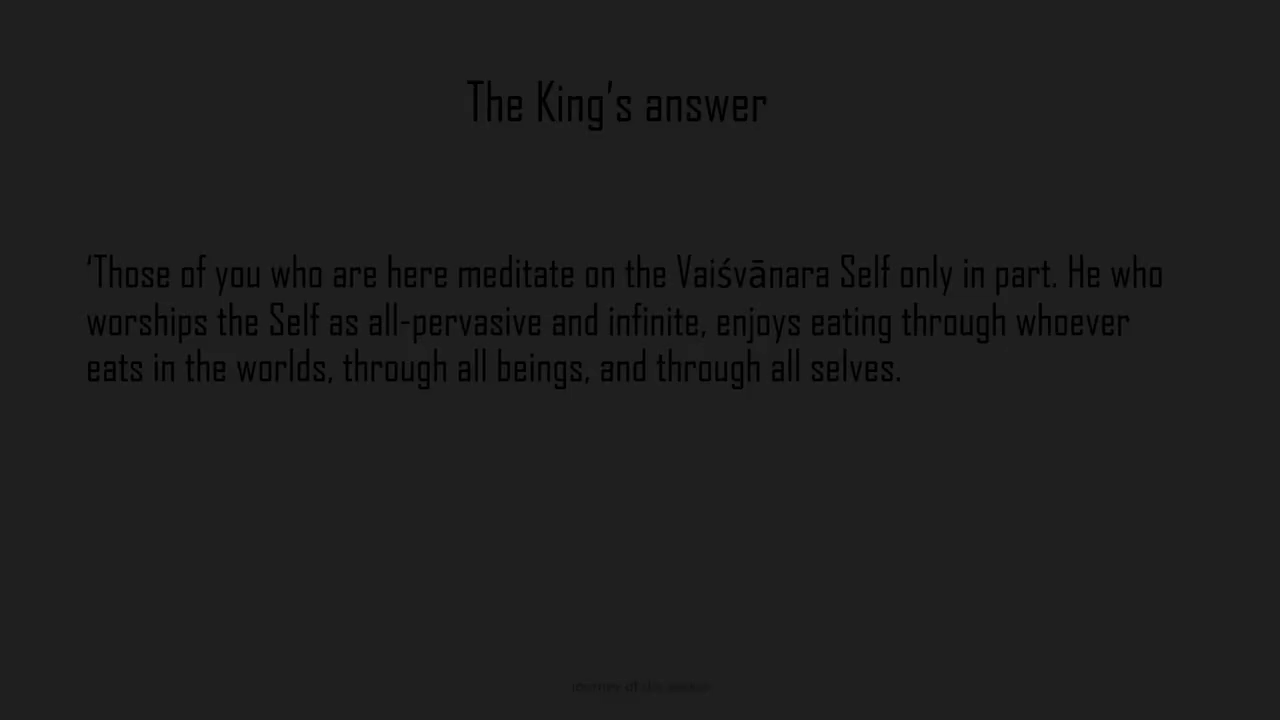 The King's answer
‘Those of you who are here meditate on the Vaiśvānara Self only in part. He who
worships the Self as all-pervasive and infinite, enjoys eating through whoever
eats in the worlds, through all beings, and through all selves.